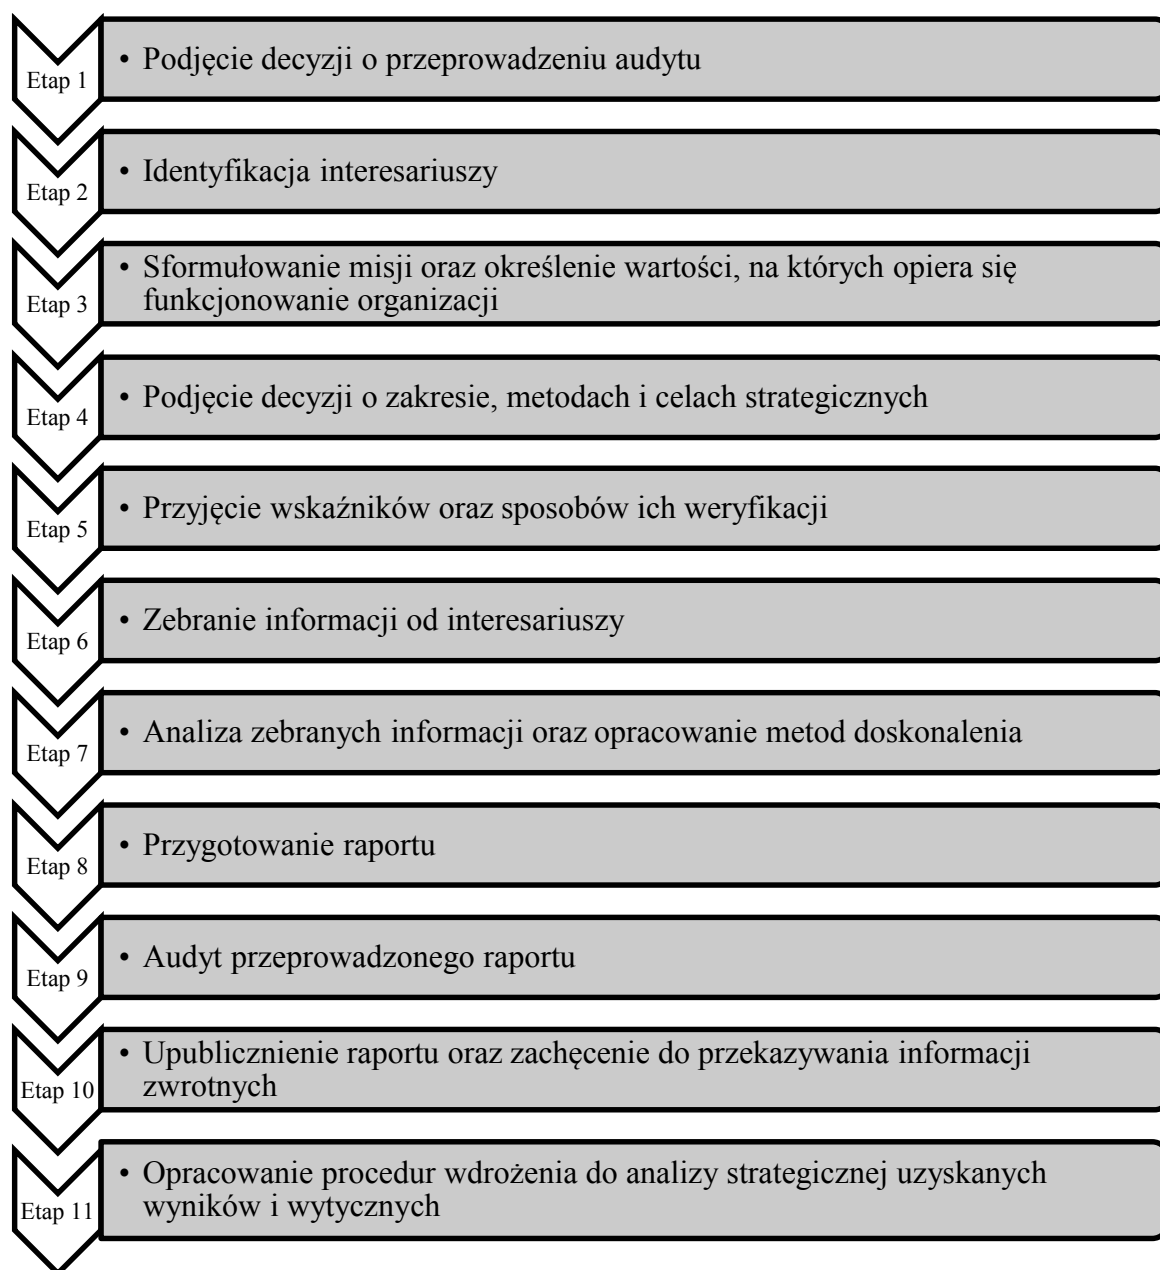 Etap 1
• Podjęcie decyzji o przeprowadzeniu audytu
Etap 2
• Identyfikacja interesariuszy
Etap 3
• Sformułowanie misji oraz określenie wartości, na których opiera się
funkcjonowanie organizacji
Etap 4
• Podjęcie decyzji o zakresie, metodach i celach strategicznych
Etap 5
• Przyjęcie wskaźników oraz sposobów ich weryfikacji
Etap 6
• Zebranie informacji od interesariuszy
Etap 7
• Analiza zebranych informacji oraz opracowanie metod doskonalenia
Etap 8
• Przygotowanie raportu
Etap 9
• Audyt przeprowadzonego raportu
Etap 10
• Upublicznienie raportu oraz zachęcenie do przekazywania informacji
zwrotnych
Etap 11
• Opracowanie procedur wdrożenia do analizy strategicznej uzyskanych
wyników i wytycznych